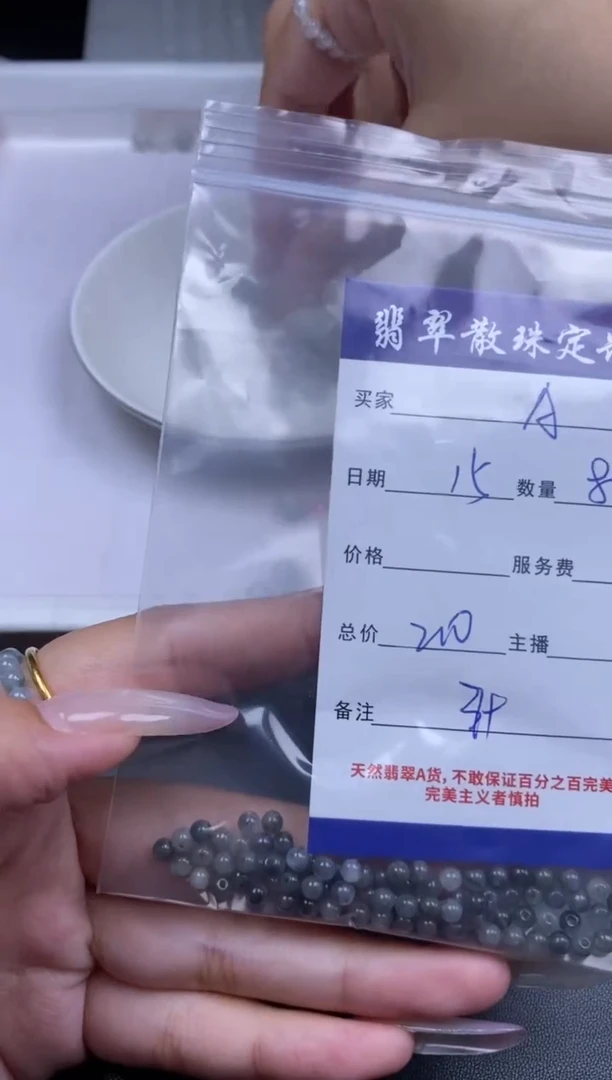 翡翠散珠定
买家 A
日期 15 数量 8
价格 服务费
总价 200 主播
备注
天然翡翠A货,不敢保证百分之百完美
完美主义者慎拍